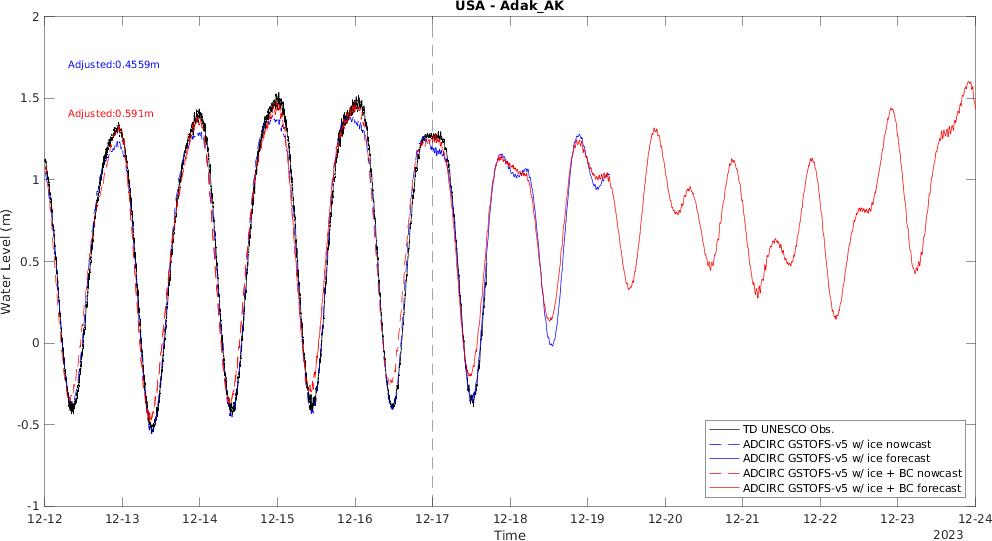 USA - Adak_AK
2
1.5
1
0.5
0
-0.5
-1
Water Level (m)
Adjusted:0.4559m
Adjusted:0.591m
TD UNESCO Obs.
ADCIRC GSTOFS-v5 w/ ice nowcast
ADCIRC GSTOFS-v5 w/ ice forecast
ADCIRC GSTOFS-v5 w/ ice + BC nowcast
ADCIRC GSTOFS-v5 w/ ice + BC forecast
12-12 12-13 12-14 12-15 12-16 12-17 12-18 12-19 12-20 12-21 12-22 12-23 12-24
Time
2023